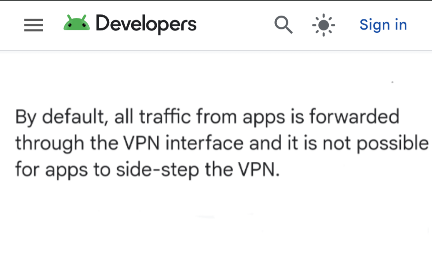 Developers
Sign in
By default, all traffic from apps is forwarded
through the VPN interface and it is not possible
for apps to side-step the VPN.